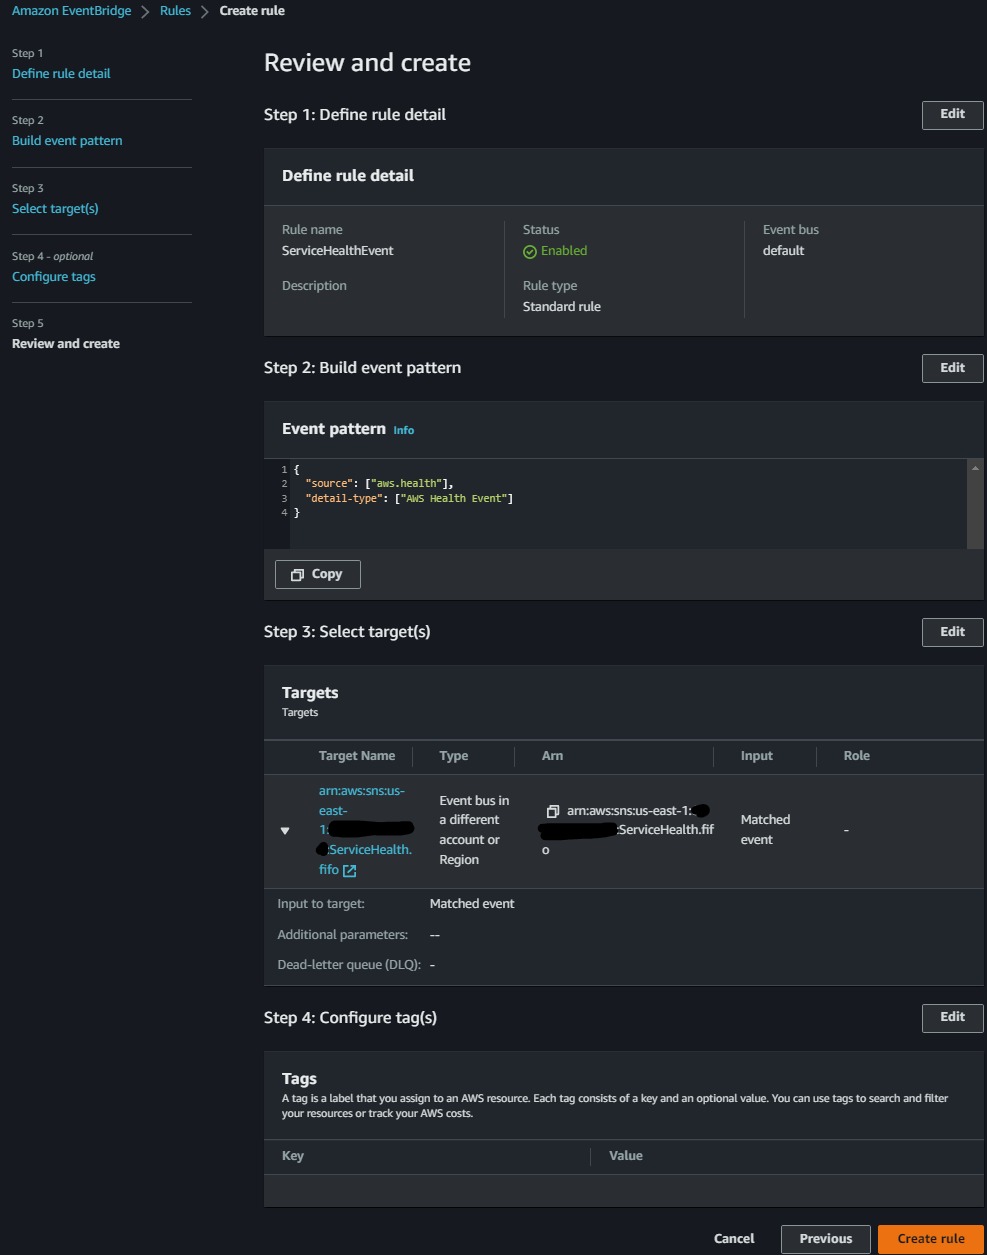 Amazon EventBridge > Rules > Create rule
Step 1
Define rule detail
Step 2
Build event pattern
Step 3
Select target(s)
Step 4 - optional
Configure tags
Step 5
Review and create
Review and create
Step 1: Define rule detail
Edit
Define rule detail
Rule name
ServiceHealthEvent
Description
Status
Enabled
Rule type
Standard rule
Event bus
default
Step 2: Build event pattern
Edit
Event pattern Info
1 {
2 "source": ["aws.health"],
3 "detail-type": ["AWS Health Event"]
4 }
Copy
Step 3: Select target(s)
Edit
Targets
Targets
Target Name
Type
Arn
Input
Role
arn:aws:sns:us-
east-
1:
:ServiceHealth.
fifo
Event bus in
a different
account or
Region
arn:aws:sns:us-east-1:
:ServiceHealth.fif
o
Matched
event
-
Input to target: Matched event
Additional parameters: --
Dead-letter queue (DLQ): -
Step 4: Configure tag(s)
Edit
Tags
A tag is a label that you assign to an AWS resource. Each tag consists of a key and an optional value. You can use tags to search and filter
your resources or track your AWS costs.
Key
Value
Cancel
Previous
Create rule